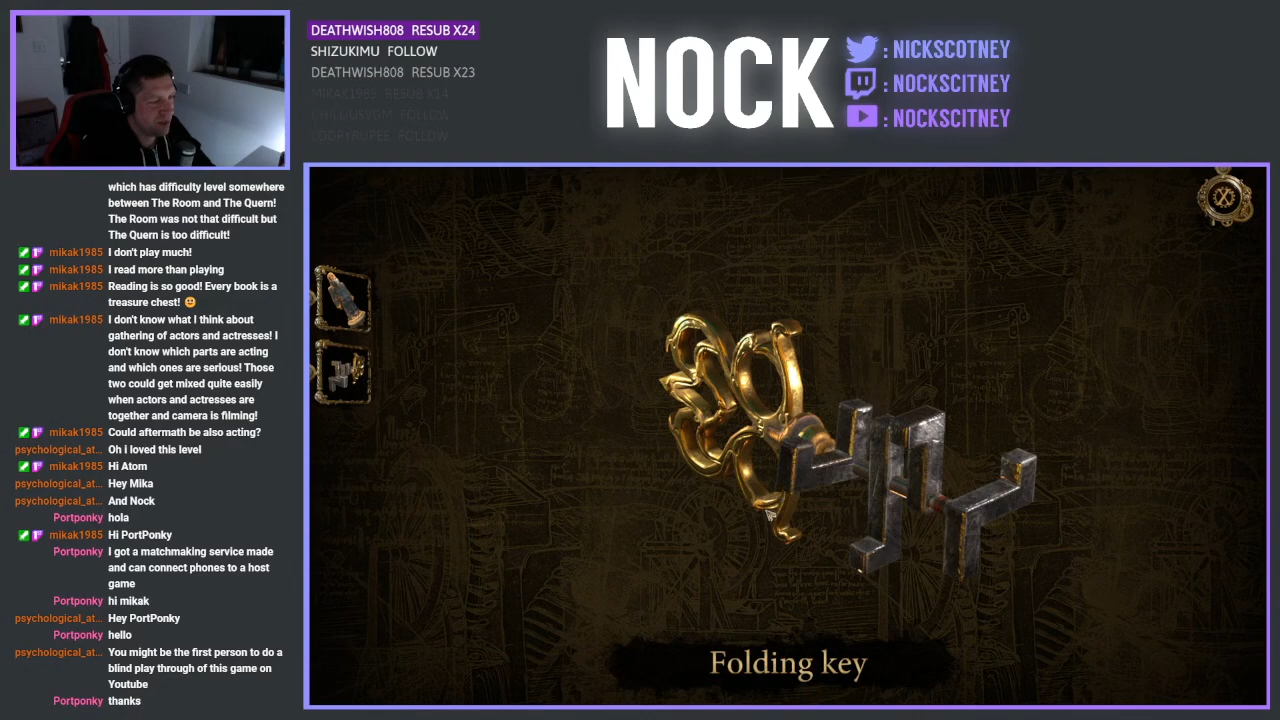 DEATHWISH808 RESUB X24
SHIZUKIMU FOLLOW
DEATHWISH808 RESUB X23
MIKAK1985 RESUB X14
LOOPYRUPEE FOLLOW
NOCK
: NICKSCOTNEY
: NOCKSCITNEY
: NOCKSCITNEY
which has difficulty level somewhere
between The Room and The Quern!
The Room was not that difficult but
The Quern is too difficult!
mikak1985 I don't play much!
mikak1985 I read more than playing
mikak1985 Reading is so good! Every book is a
treasure chest! 🙂
mikak1985 I don't know what I think about
gathering of actors and actresses! I
don't know which parts are acting
and which ones are serious! Those
two could get mixed quite easily
when actors and actresses are
together and camera is filming!
mikak1985 Could aftermath be also acting?
psychological_at... Oh i loved this level
mikak1985 Hi Atom
psychological_at... Hey Mika
psychological_at... And Nock
Portponky hola
mikak1985 Hi PortPonky
Portponky I got a matchmaking service made
and can connect phones to a host
game
Portponky hi mikak
psychological_at... Hey PortPonky
Portponky hello
psychological_at... You might be the first person to do a
blind play through of this game on
Youtube
Portponky thanks
Folding key